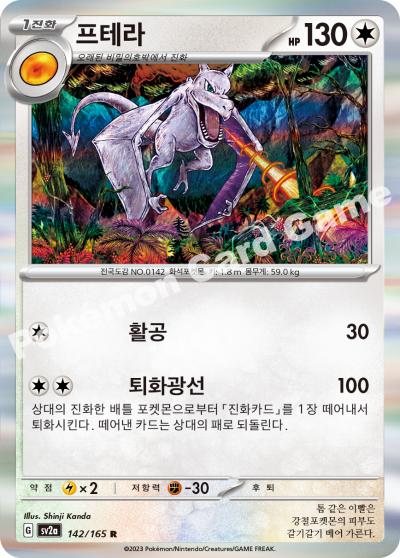 1진화
프테라
HP 130
오래된 비밀의호박에서 진화
전국도감 NO.0142 화석포켓몬 키: 1.8m 몸무게: 59.0kg
Pokémon Card Game
활공 30
퇴화광선 100
상대의 진화한 배틀 포켓몬으로부터 「진화카드」를 1장 떼어내서
퇴화시킨다. 떼어낸 카드는 상대의 패로 되돌린다.
약점 ×2 저항력 -30 후퇴
Illus. Shinji Kanda
G sv2a 142/165 R
톱 같은 이빨은
강철포켓몬의 피부도
갈기갈기 떼어 가른다.
©2023 Pokémon/Nintendo/Creatures/GAME FREAK.